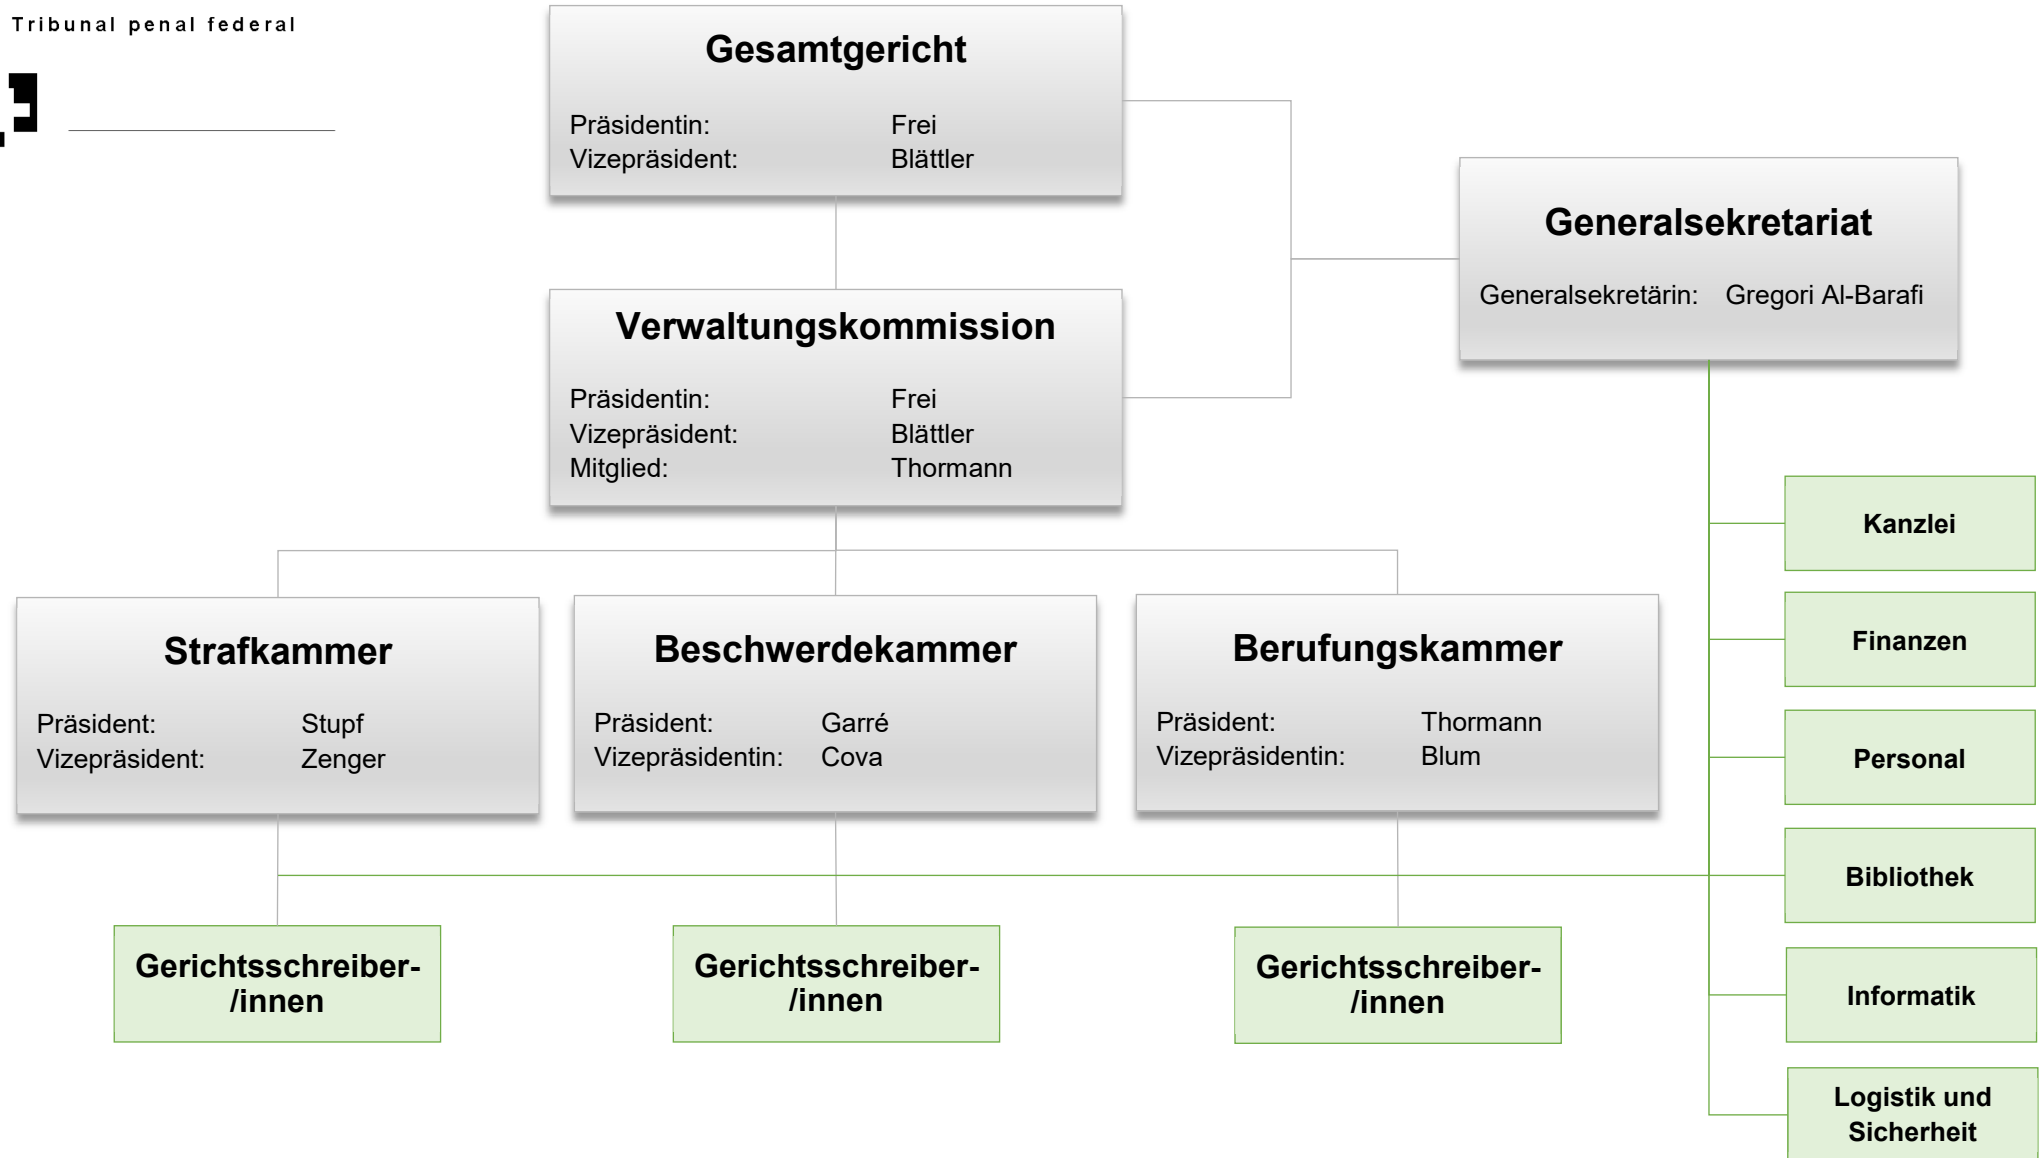 Tribunal penal federal
Gesamtgericht
Präsidentin: Frei
Vizepräsident: Blättler
Generalsekretariat
Generalsekretärin: Gregori Al-Barafi
Verwaltungskommission
Präsidentin: Frei
Vizepräsident: Blättler
Mitglied: Thormann
Strafkammer
Präsident: Stupf
Vizepräsident: Zenger
Beschwerdekammer
Präsident: Garré
Vizepräsidentin: Cova
Berufungskammer
Präsident: Thormann
Vizepräsidentin: Blum
Gerichtsschreiber-
/innen
Gerichtsschreiber-
/innen
Gerichtsschreiber-
/innen
Kanzlei
Finanzen
Personal
Bibliothek
Informatik
Logistik und
Sicherheit